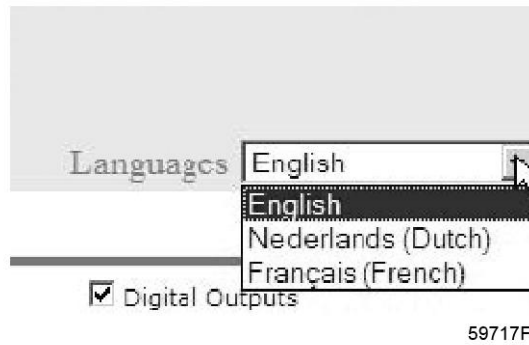 Languages English
English
Nederlands (Dutch)
Français (French)
Digital Outputs
59717F